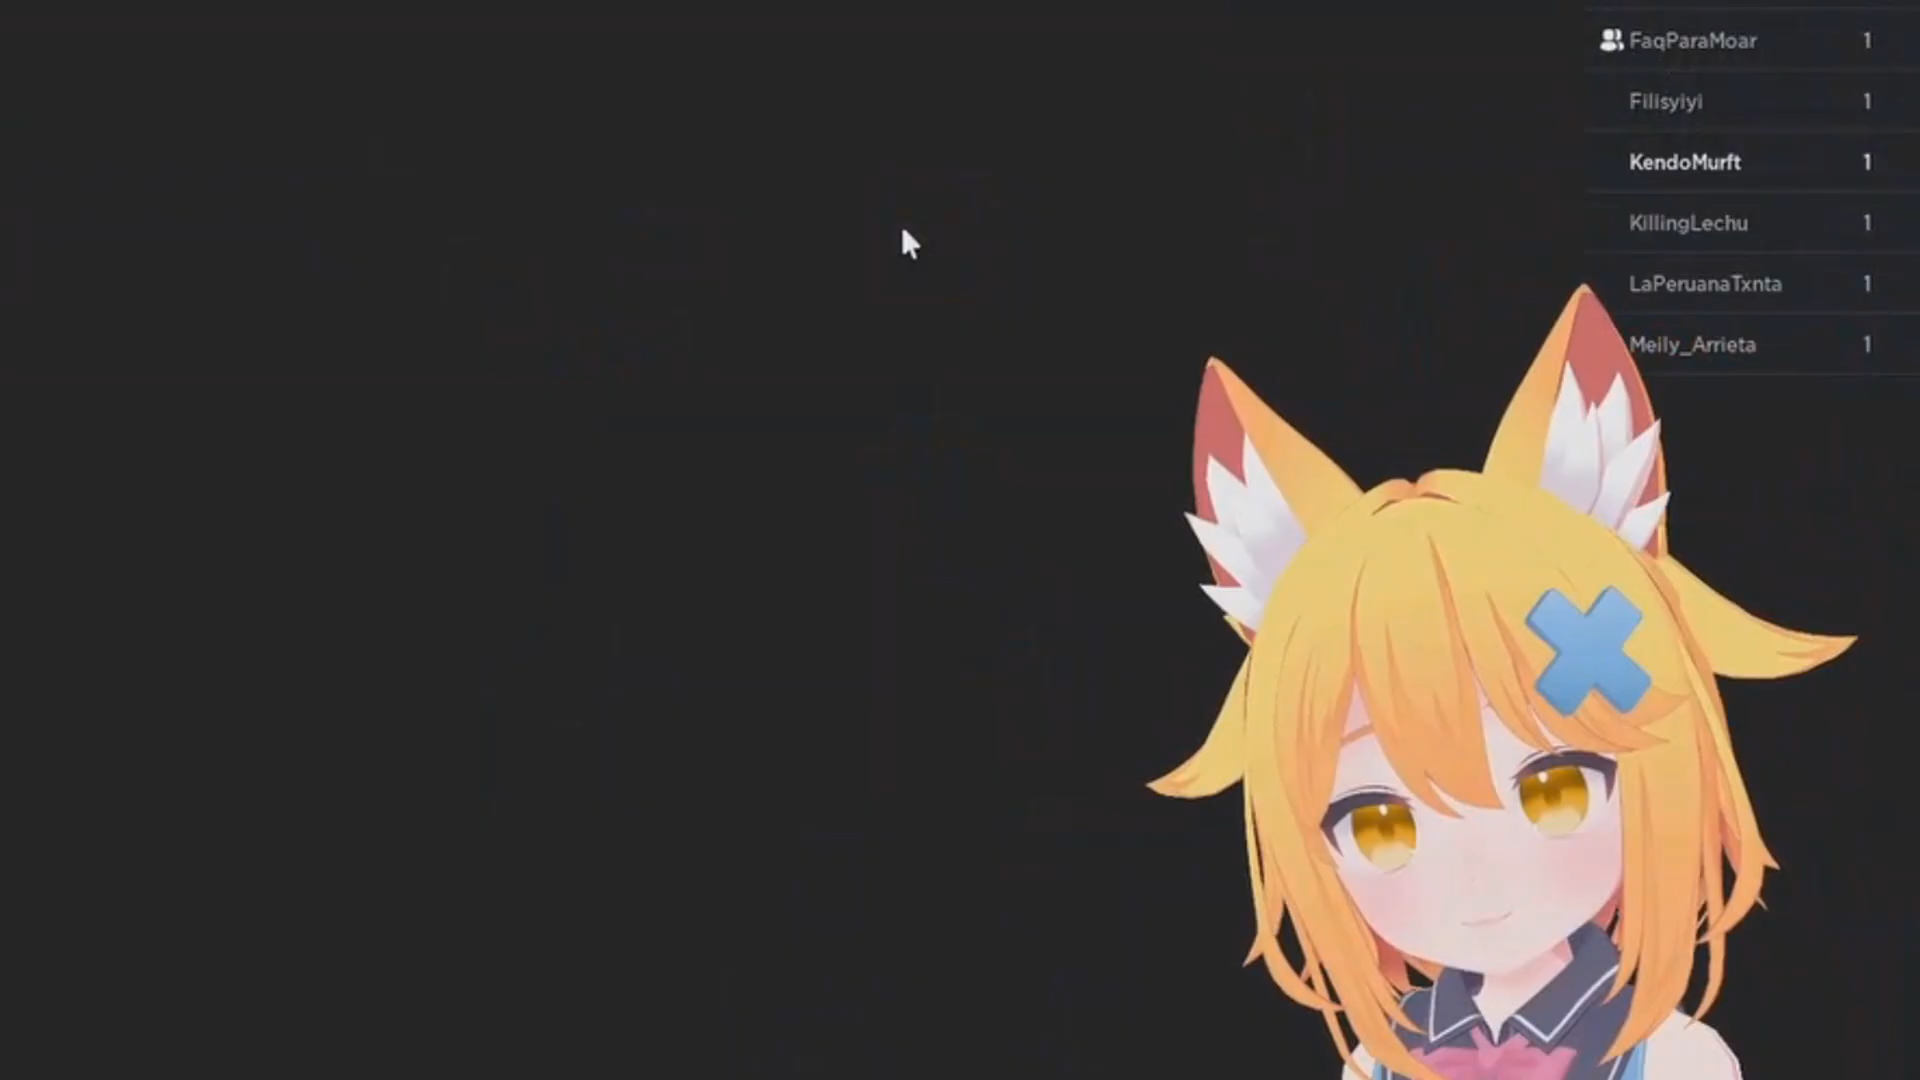 FaqParaMoar 1
Filisyiyi 1
KendoMurft 1
KillingLechu 1
LaPeruanaTxnta 1
Meily_Arrieta 1